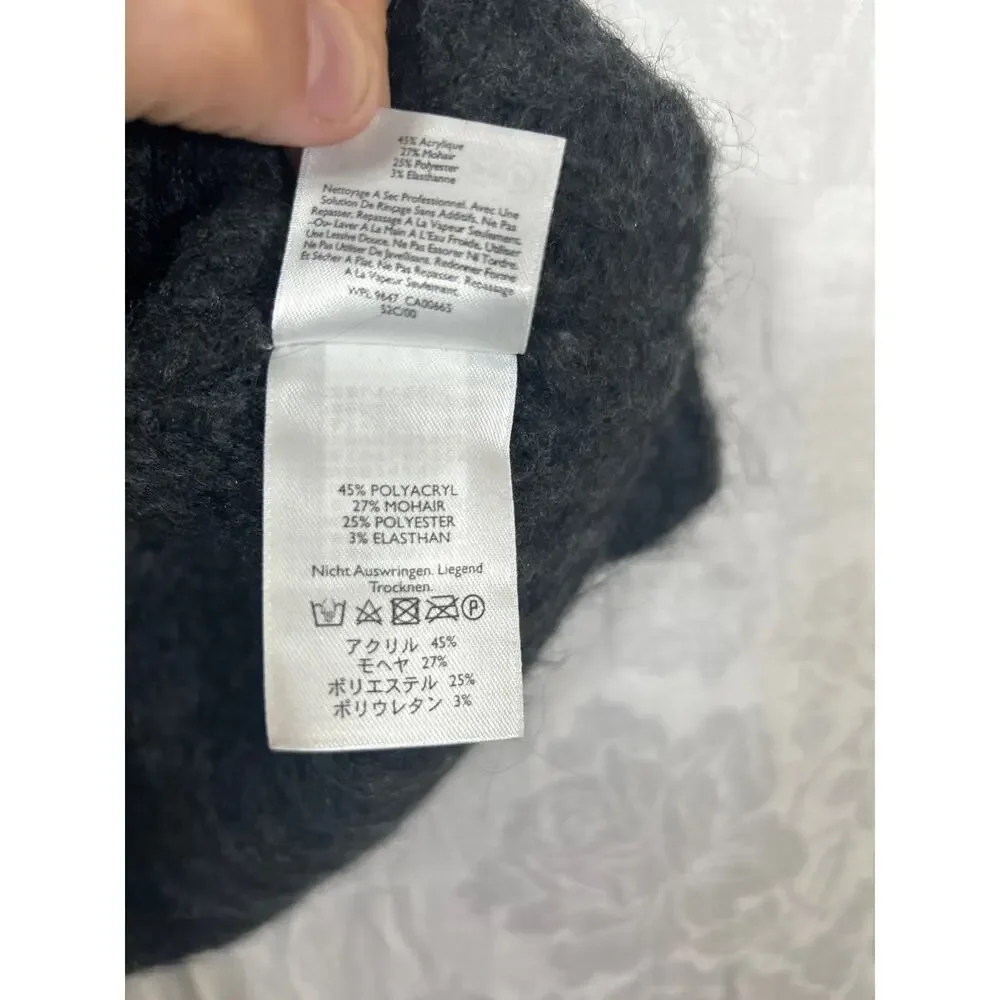 45% Acrylique
27% Mohair
25% Polyester
3% Elasthanne
Nettoyage A Sec Professionnel. Avec Une
Solution De Rinçage Sans Additifs. Ne Pas
Repasser. Repassage A La Vapeur Seulement.
-Ou- Laver A La Main A L'Eau Froide, Utiliser
Une Lessive Douce. Ne Pas Essorer Ni Tordre.
Ne Pas Utiliser De Javellisant. Redonner Forme
Et Sécher A Plat. Ne Pas Repasser. Repassage
A La Vapeur Seulement.
WPL 9647 CA00665
52C/00
45% POLYACRYL
27% MOHAIR
25% POLYESTER
3% ELASTHAN
Nicht Auswringen. Liegend
Trocknen.
P
アクリル 45%
モヘヤ 27%
ポリエステル 25%
ポリウレタン 3%